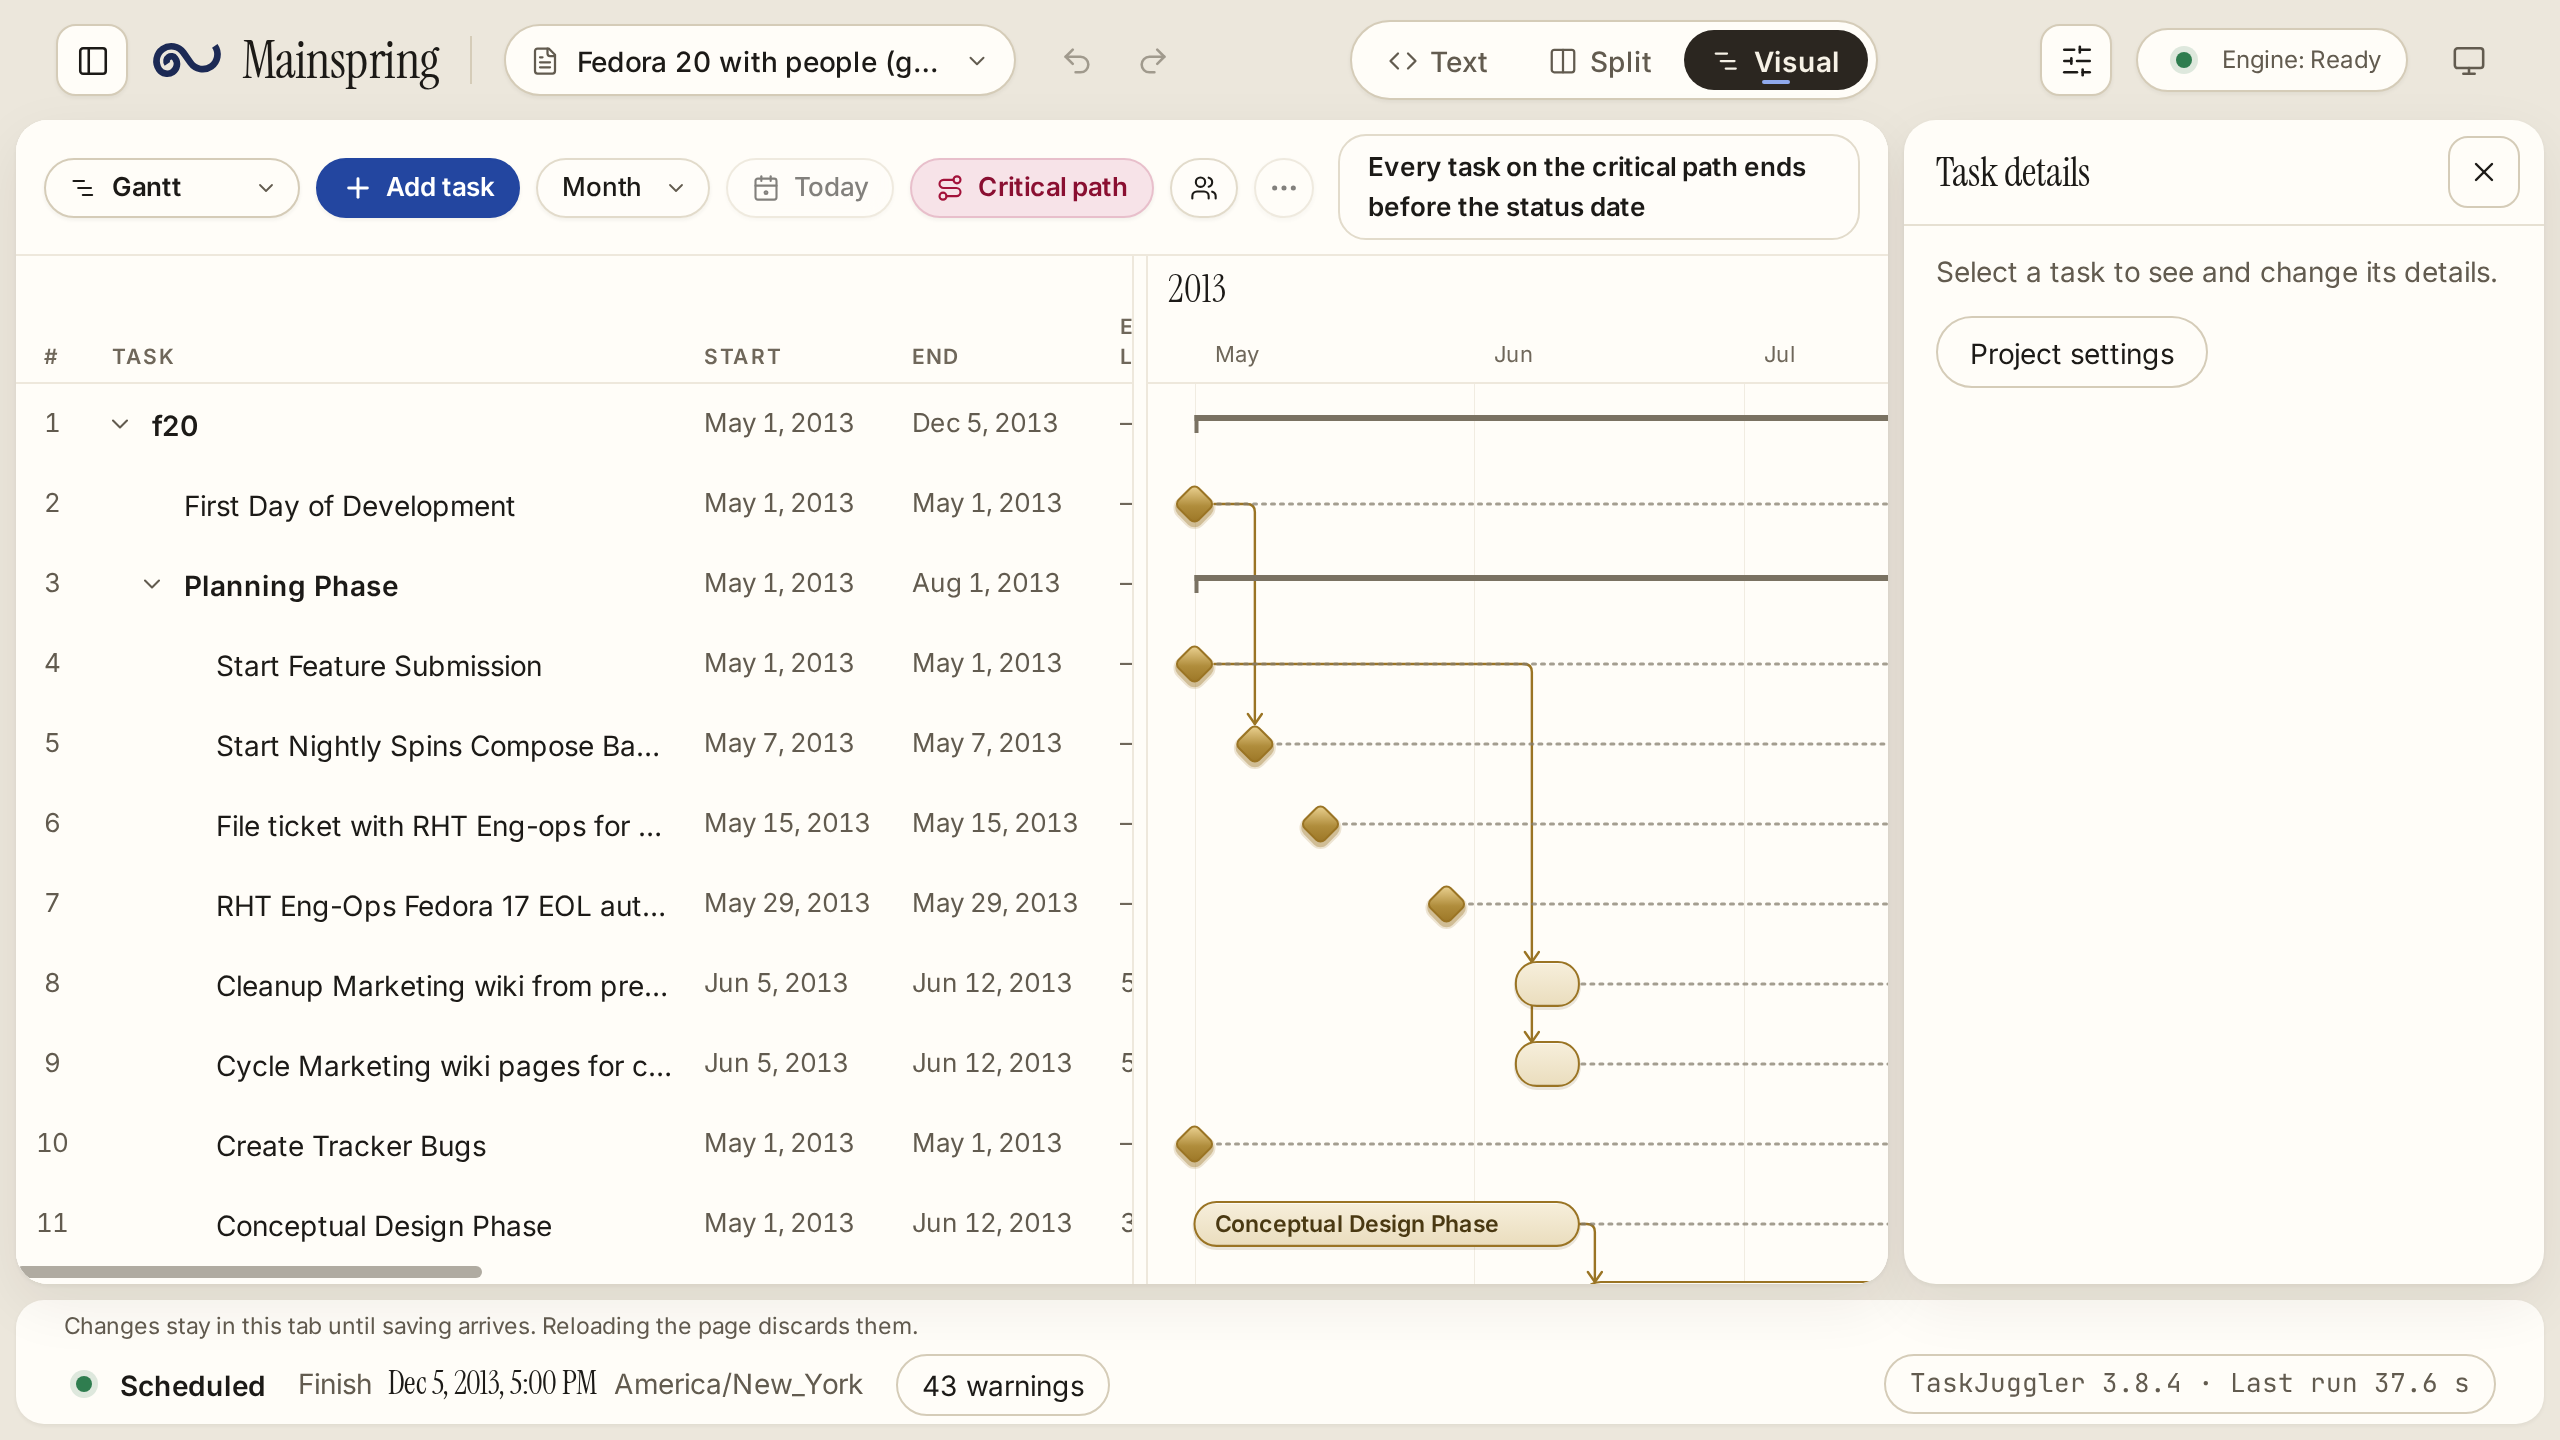 Mainspring
Fedora 20 with people (g...
Text
Split
Visual
Engine: Ready
Gantt
Add task
Month
Today
Critical path
Every task on the critical path ends
before the status date
Task details
Select a task to see and change its details.
Project settings
2013
May
Jun
Jul
#
TASK
START
END
1
f20
May 1, 2013
Dec 5, 2013
2
First Day of Development
May 1, 2013
May 1, 2013
3
Planning Phase
May 1, 2013
Aug 1, 2013
4
Start Feature Submission
May 1, 2013
May 1, 2013
5
Start Nightly Spins Compose Ba...
May 7, 2013
May 7, 2013
6
File ticket with RHT Eng-ops for ...
May 15, 2013
May 15, 2013
7
RHT Eng-Ops Fedora 17 EOL aut...
May 29, 2013
May 29, 2013
8
Cleanup Marketing wiki from pre...
Jun 5, 2013
Jun 12, 2013
9
Cycle Marketing wiki pages for c...
Jun 5, 2013
Jun 12, 2013
10
Create Tracker Bugs
May 1, 2013
May 1, 2013
11
Conceptual Design Phase
May 1, 2013
Jun 12, 2013
Conceptual Design Phase
Changes stay in this tab until saving arrives. Reloading the page discards them.
Scheduled
Finish Dec 5, 2013, 5:00 PM America/New_York
43 warnings
TaskJuggler 3.8.4 · Last run 37.6 s